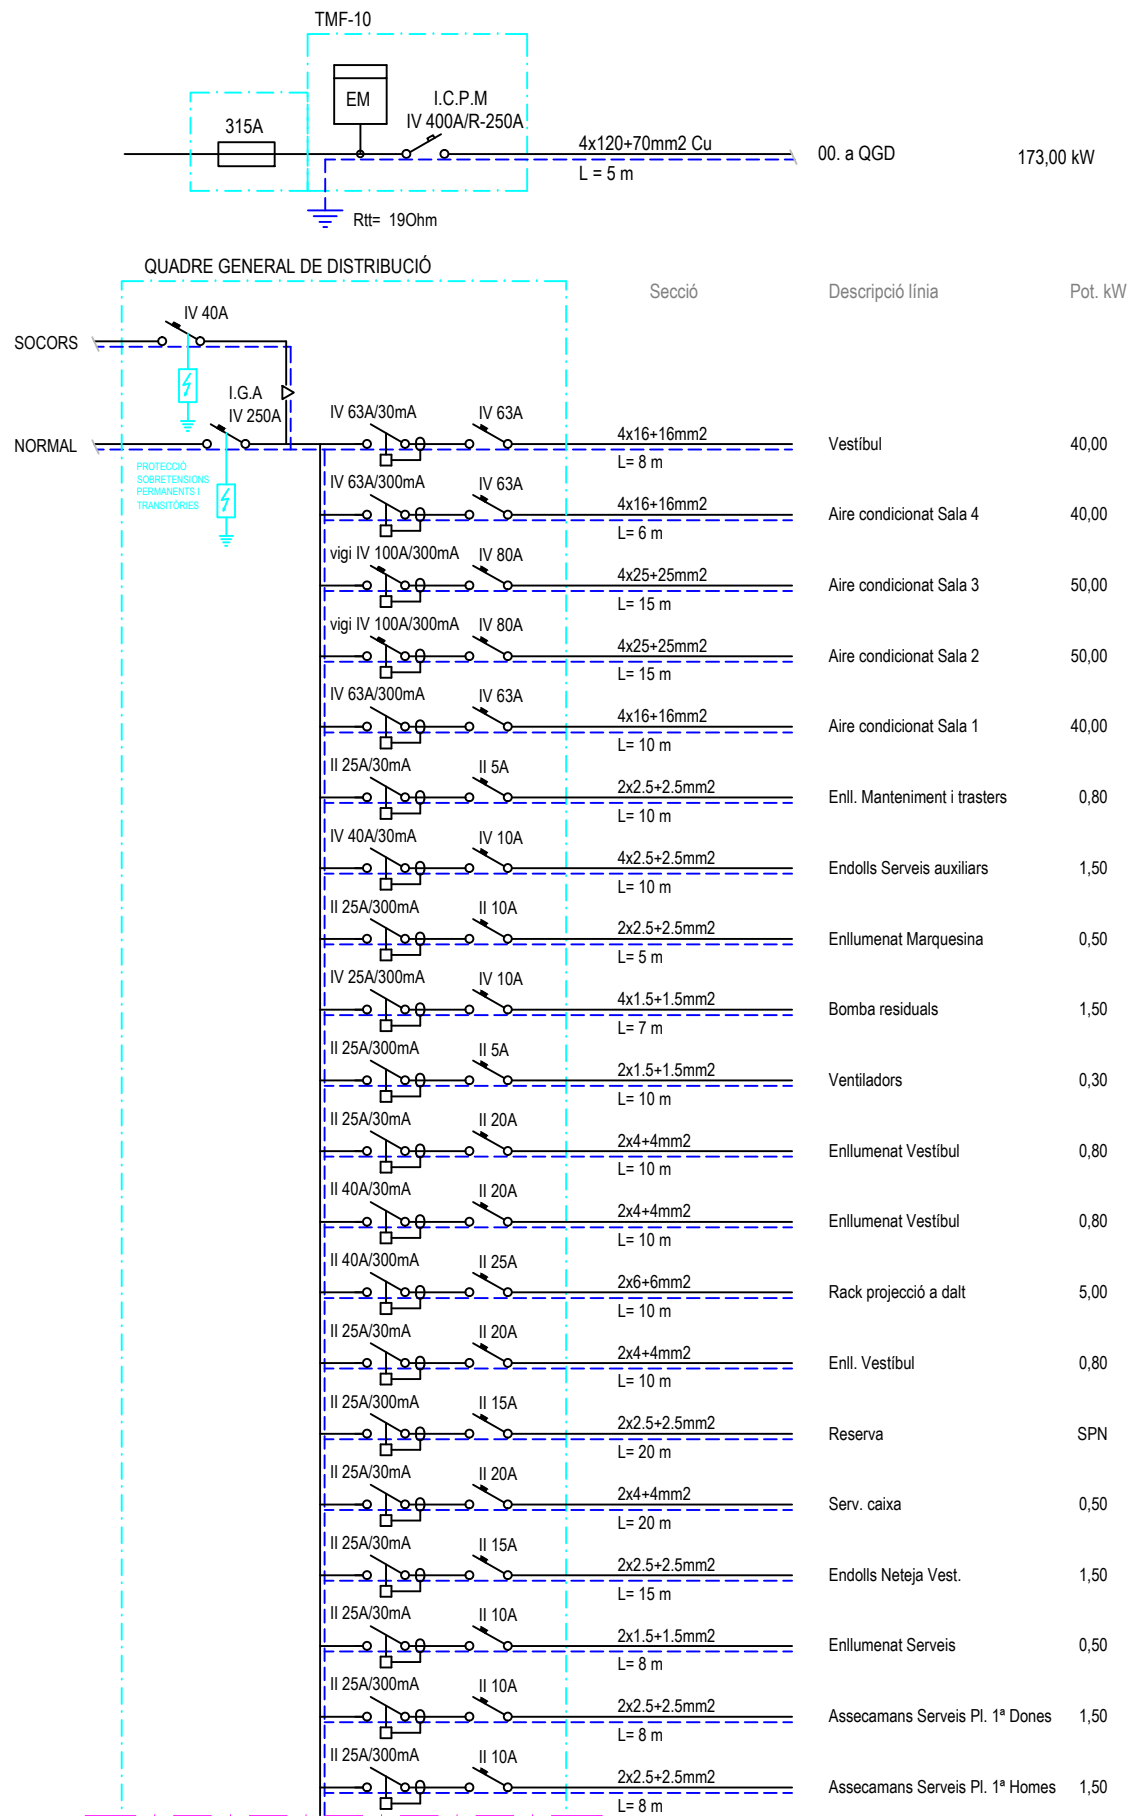 TMF-10
EM
I.C.P.M
315A
IV 400A/R-250A
4x120+70mm2 Cu
00. a QGD
173,00 kW
L = 5 m
Rtt= 19Ohm
QUADRE GENERAL DE DISTRIBUCIÓ
Secció
Descripció línia
Pot. kW
IV 40A
SOCORS
I.G.A
IV 250A
NORMAL
PROTECCIÓ
SOBRETENSIONS
PERMANENTS I
TRANSITÒRIES
IV 63A/30mA
IV 63A
4x16+16mm2
L= 8 m
Vestíbul
40,00
IV 63A/300mA
IV 63A
4x16+16mm2
L= 6 m
Aire condicionat Sala 4
40,00
vigi IV 100A/300mA
IV 80A
4x25+25mm2
L= 15 m
Aire condicionat Sala 3
50,00
vigi IV 100A/300mA
IV 80A
4x25+25mm2
L= 15 m
Aire condicionat Sala 2
50,00
IV 63A/300mA
IV 63A
4x16+16mm2
L= 10 m
Aire condicionat Sala 1
40,00
II 25A/30mA
II 5A
2x2.5+2.5mm2
L= 10 m
Enll. Manteniment i trasters
0,80
IV 40A/30mA
IV 10A
4x2.5+2.5mm2
L= 10 m
Endolls Serveis auxiliars
1,50
II 25A/300mA
II 10A
2x2.5+2.5mm2
L= 5 m
Enllumenat Marquesina
0,50
IV 25A/300mA
IV 10A
4x1.5+1.5mm2
L= 7 m
Bomba residuals
1,50
II 25A/300mA
II 5A
2x1.5+1.5mm2
L= 10 m
Ventiladors
0,30
II 25A/30mA
II 20A
2x4+4mm2
L= 10 m
Enllumenat Vestíbul
0,80
II 40A/30mA
II 20A
2x4+4mm2
L= 10 m
Enllumenat Vestíbul
0,80
II 40A/300mA
II 25A
2x6+6mm2
L= 10 m
Rack projecció a dalt
5,00
II 25A/30mA
II 20A
2x4+4mm2
L= 10 m
Enll. Vestíbul
0,80
II 25A/300mA
II 15A
2x2.5+2.5mm2
L= 20 m
Reserva
SPN
II 25A/30mA
II 20A
2x4+4mm2
L= 20 m
Serv. caixa
0,50
II 25A/30mA
II 15A
2x2.5+2.5mm2
L= 15 m
Endolls Neteja Vest.
1,50
II 25A/30mA
II 10A
2x1.5+1.5mm2
L= 8 m
Enllumenat Serveis
0,50
II 25A/300mA
II 10A
2x2.5+2.5mm2
L= 8 m
Assecamans Serveis Pl. 1ª Dones
1,50
II 25A/300mA
II 10A
2x2.5+2.5mm2
L= 8 m
Assecamans Serveis Pl. 1ª Homes
1,50